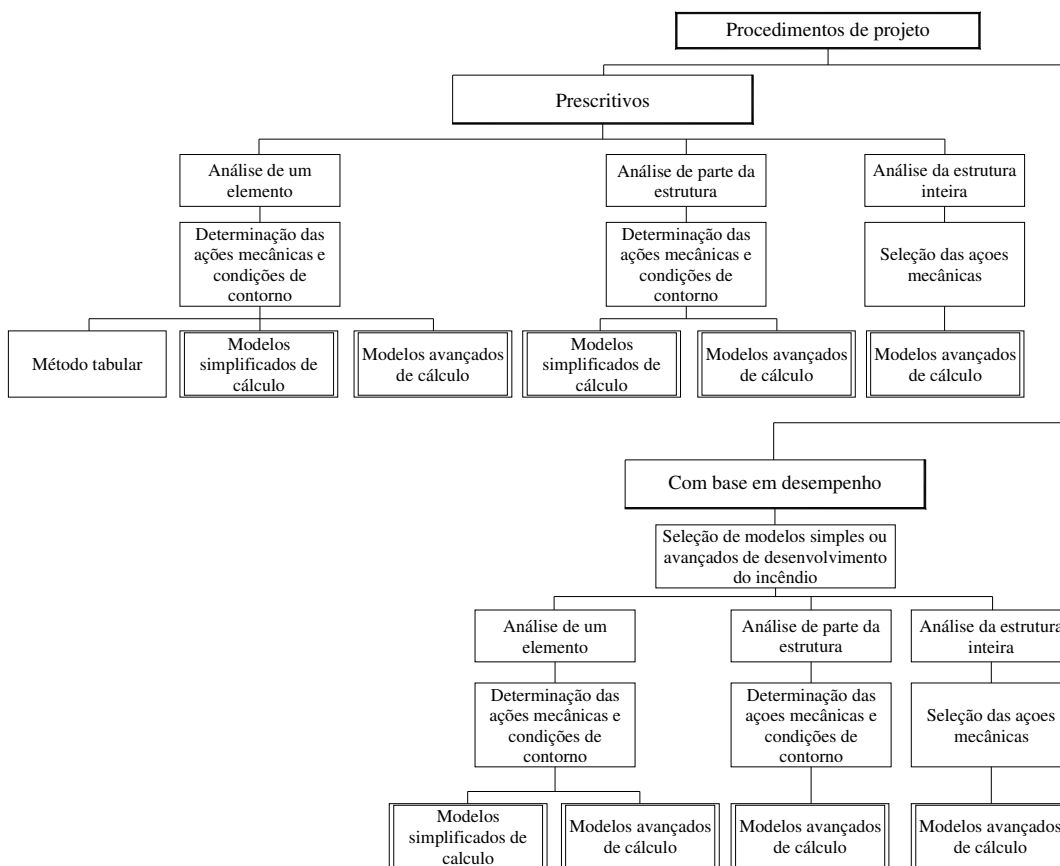 Procedimentos de projeto
Prescritivos
Análise de um
elemento
Análise de parte da
estrutura
Análise da estrutura
inteira
Determinação das
ações mecânicas e
condições de
contorno
Determinação das
ações mecânicas e
condições de
contorno
Seleção das açoes
mecânicas
Método tabular
Modelos
simplificados de
cálculo
Modelos avançados
de cálculo
Modelos
simplificados de
cálculo
Modelos avançados
de cálculo
Modelos avançados
de cálculo
Com base em desempenho
Seleção de modelos simples ou
avançados de desenvolvimento
do incêndio
Análise de um
elemento
Análise de parte da
estrutura
Análise da estrutura
inteira
Determinação das
ações mecânicas e
condições de
contorno
Determinação das
açoes mecânicas e
condições de
contorno
Seleção das açoes
mecânicas
Modelos
simplificados de
calculo
Modelos avançados
de cálculo
Modelos avançados
de cálculo
Modelos avançados
de cálculo